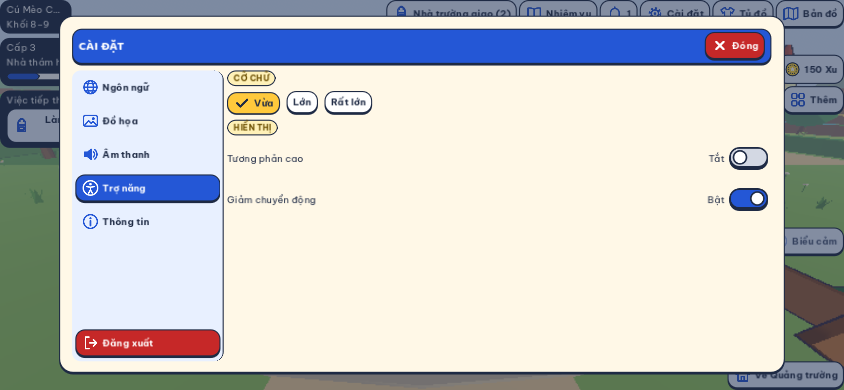 Cú Mèo C...
Khối 8-9
Nhà trường giao (2)
Nhiệm vụ
1
Cài đặt
Tủ đồ
Bản đồ
Cấp 3
150 Xu
Việc tiếp th
Thêm
CÀI ĐẶT
Đóng
Ngôn ngữ
Đồ họa
Âm thanh
Trợ năng
Thông tin
Đăng xuất
CỠ CHỮ
Vừa
Lớn
Rất lớn
HIỂN THỊ
Tương phản cao
Tắt
Giảm chuyển động
Bật
Biểu cảm
Về Quảng trường